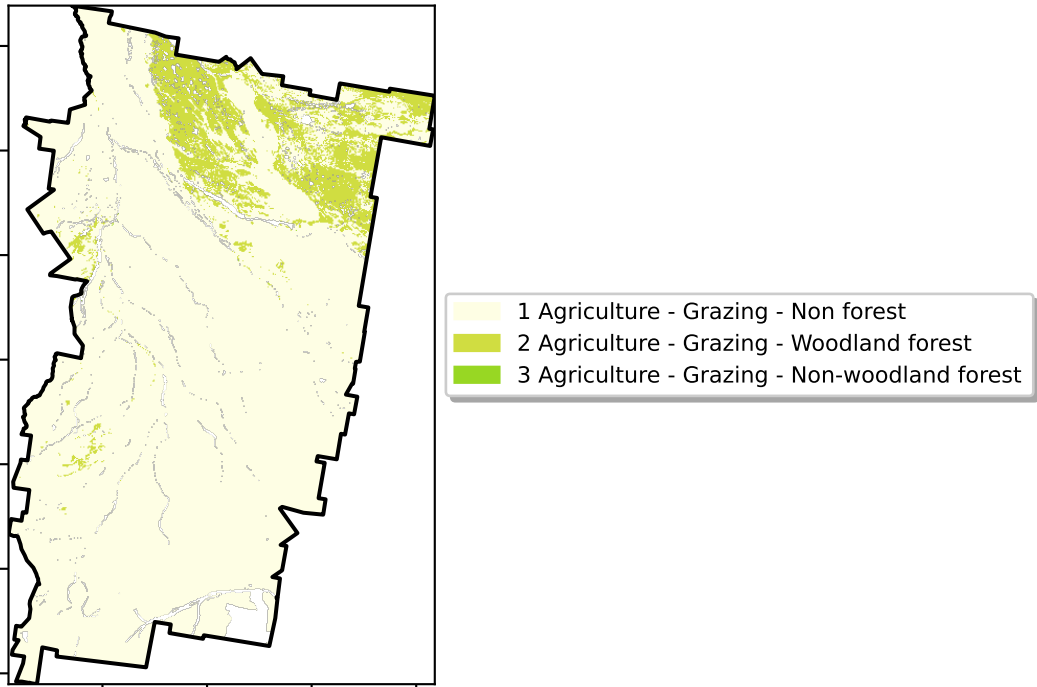 1 Agriculture - Grazing - Non forest
2 Agriculture - Grazing - Woodland forest
3 Agriculture - Grazing - Non-woodland forest